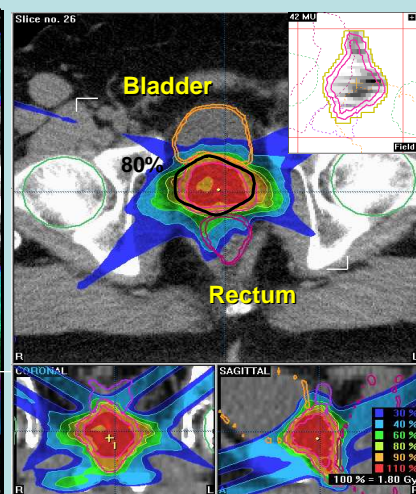 Slice no. 26
42 MU
+
Field
Bladder
80%
Rectum
R
L
CORONAL
R
L
SAGITTAL
30 %
40 %
60 %
80 %
90 %
110 %
100 % = 1.80 Gy